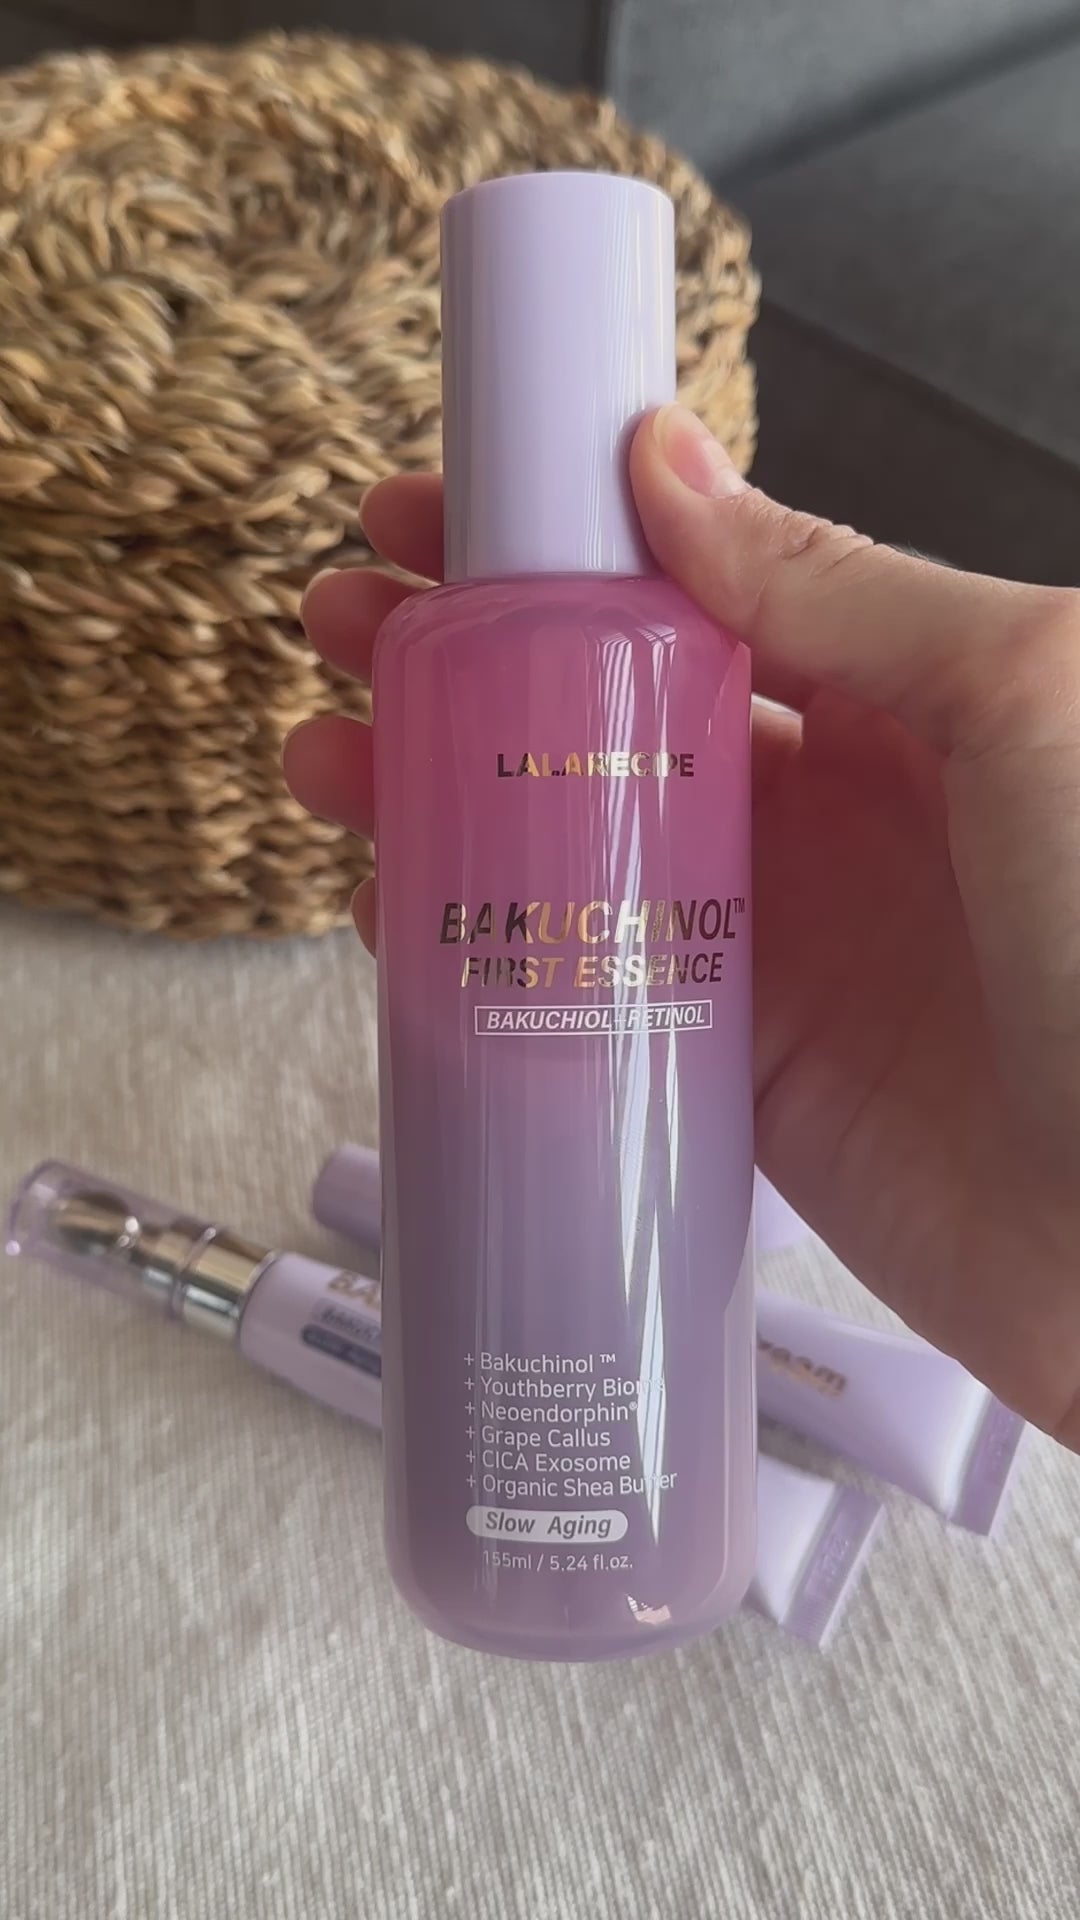 LALARECIPE
BAKUCHINOL™
FIRST ESSENCE
BAKUCHIOL+RETINOL
+ Bakuchinol ™
+ Youthberry Biome
+ Neoendorphin®
+ Grape Callus
+ CICA Exosome
+ Organic Shea Butter
Slow Aging
155ml / 5.24 fl.oz.